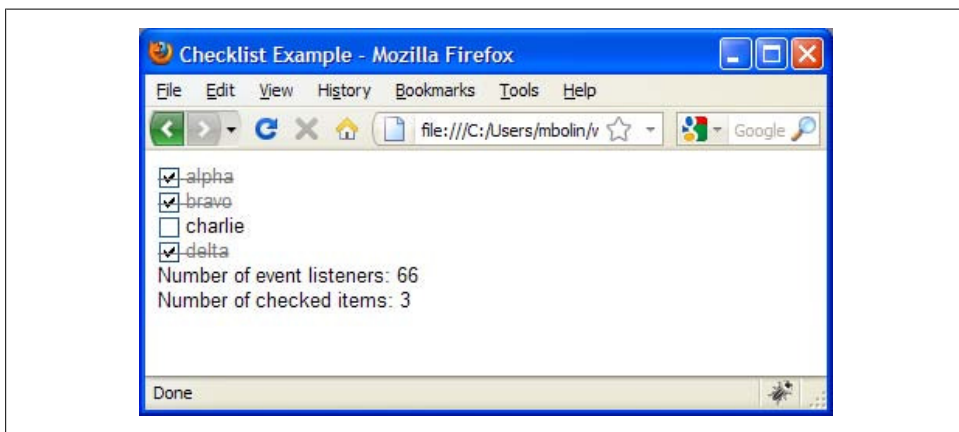 Checklist Example - Mozilla Firefox
File Edit View History Bookmarks Tools Help
file:///C:/Users/mbolin/v Google
alpha
bravo
charlie
delta
Number of event listeners: 66
Number of checked items: 3
Done